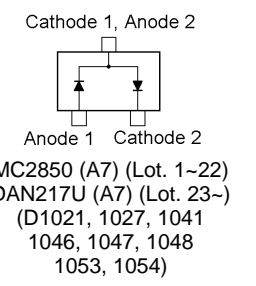 Cathode 1, Anode 2
Anode 1 Cathode 2
MC2850 (A7) (Lot. 1~22)
DAN217U (A7) (Lot. 23~)
(D1021, 1027, 1041
1046, 1047, 1048
1053, 1054)